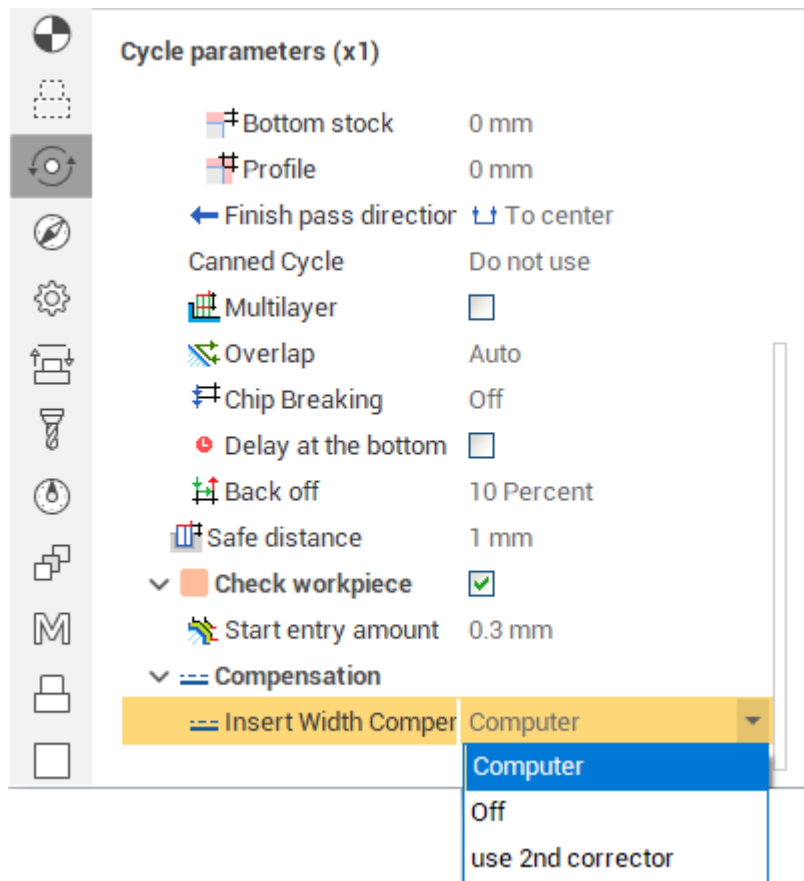 Cycle parameters (x1)
Bottom stock 0 mm
Profile 0 mm
Finish pass direction To center
Canned Cycle Do not use
Multilayer
Overlap Auto
Chip Breaking Off
Delay at the bottom
Back off 10 Percent
Safe distance 1 mm
Check workpiece
Start entry amount 0.3 mm
Compensation
Insert Width Comper Computer
Computer
Off
use 2nd corrector